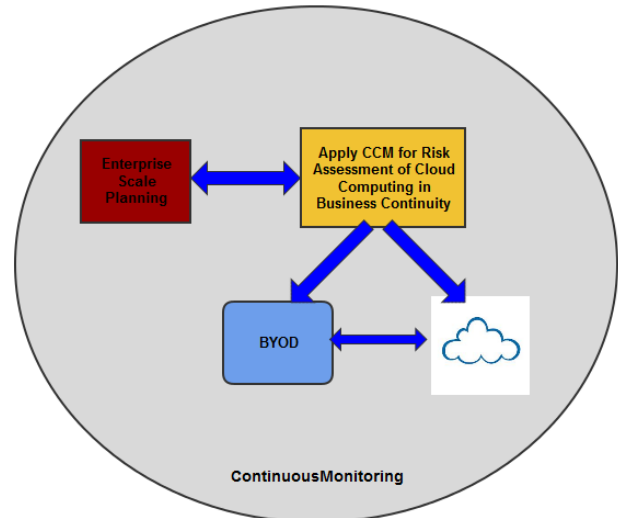 Enterprise
Scale
Planning
Apply CCM for Risk
Assessment of Cloud
Computing in
Business Continuity
BYOD
ContinuousMonitoring